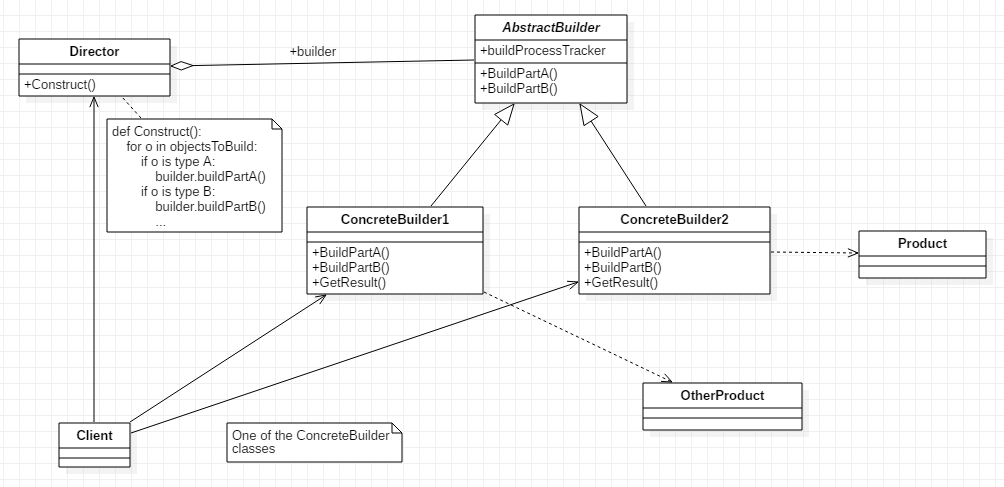 AbstractBuilder
+buildProcessTracker
+BuildPartA()
+BuildPartB()
Director
+Construct()
+builder
def Construct():
for o in objectsToBuild:
if o is type A:
builder.buildPartA()
if o is type B:
builder.buildPartB()
...
ConcreteBuilder1
+BuildPartA()
+BuildPartB()
+GetResult()
ConcreteBuilder2
+BuildPartA()
+BuildPartB()
+GetResult()
Product
OtherProduct
Client
One of the ConcreteBuilder
classes